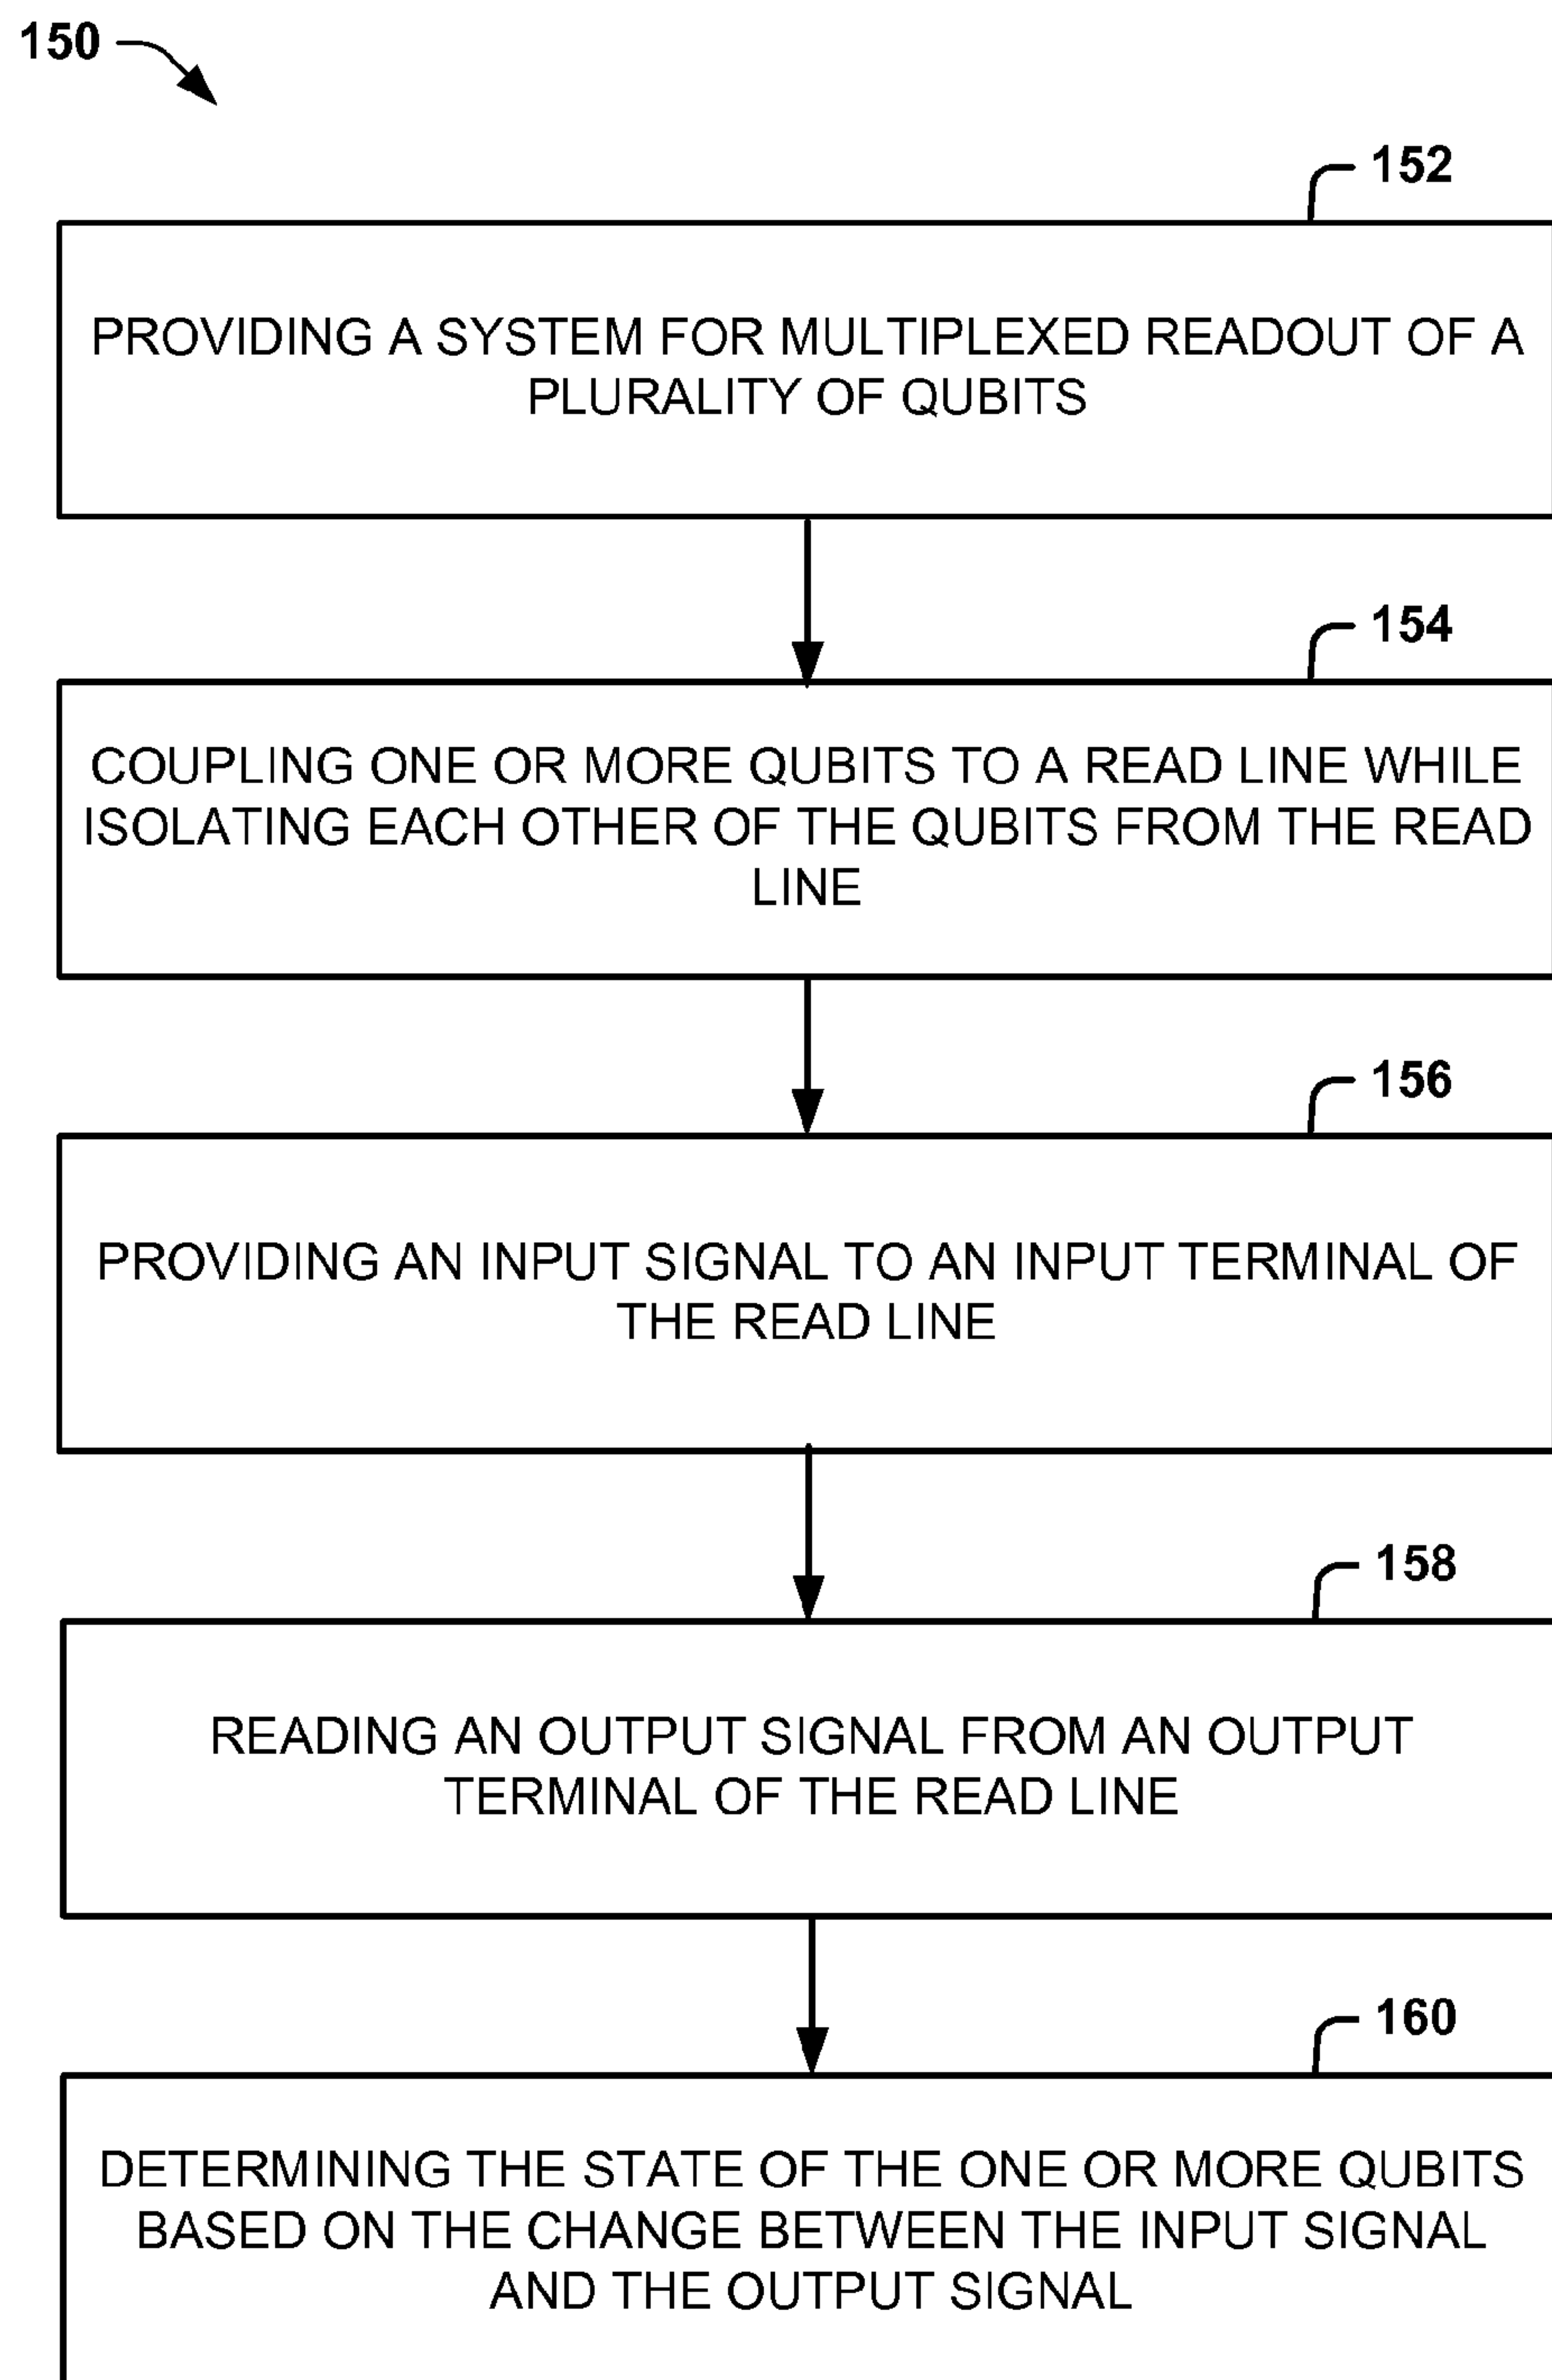 150
152
PROVIDING A SYSTEM FOR MULTIPLEXED READOUT OF A
PLURALITY OF QUBITS
154
COUPLING ONE OR MORE QUBITS TO A READ LINE WHILE
ISOLATING EACH OTHER OF THE QUBITS FROM THE READ
LINE
156
PROVIDING AN INPUT SIGNAL TO AN INPUT TERMINAL OF
THE READ LINE
158
READING AN OUTPUT SIGNAL FROM AN OUTPUT
TERMINAL OF THE READ LINE
160
DETERMINING THE STATE OF THE ONE OR MORE QUBITS
BASED ON THE CHANGE BETWEEN THE INPUT SIGNAL
AND THE OUTPUT SIGNAL